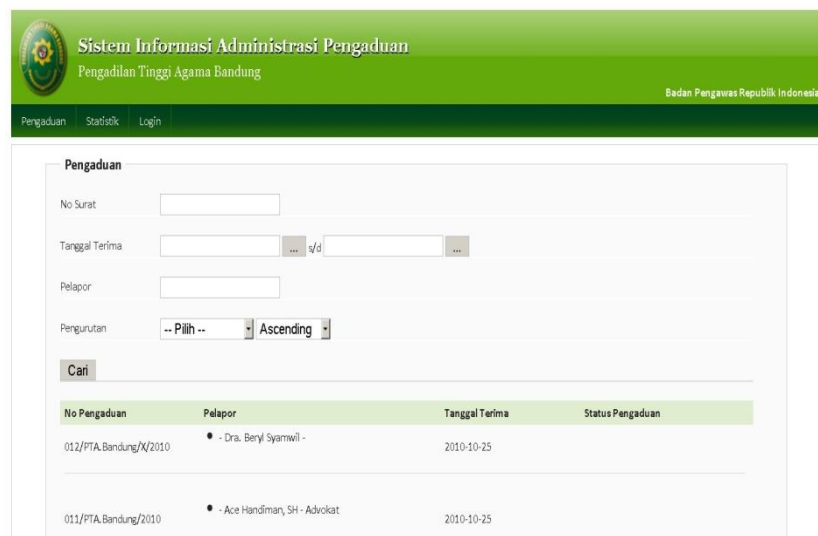 Sistem Informasi Administrasi Pengaduan
Pengadilan Tinggi Agama Bandung
Badan Pengawas Republik Indonesia
Pengaduan Statistik Login
Pengaduan
No Surat
Tanggal Terima ... s/d ...
Pelapor
Pengurutan -- Pilih -- Ascending
Cari
No Pengaduan Pelapor Tanggal Terima Status Pengaduan
012/PTA.Bandung/X/2010 • - Dra. Beryl Syamwil - 2010-10-25
011/PTA.Bandung/2010 • - Ace Handiman, SH - Advokat 2010-10-25